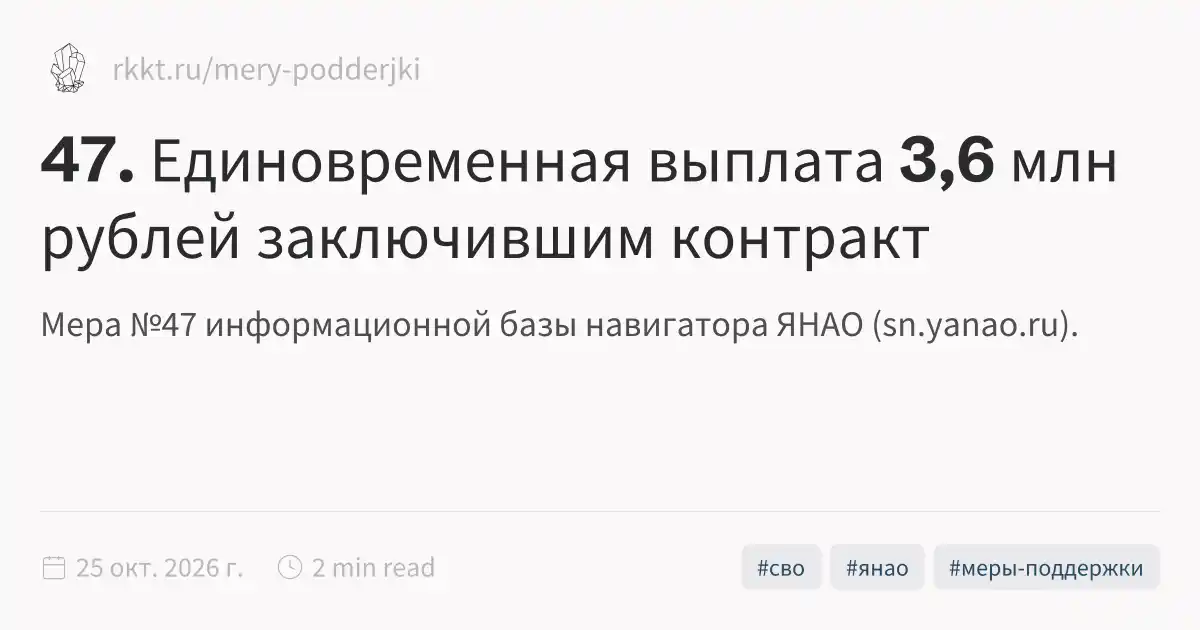 rkkt.ru/mery-podderjki
47. Единовременная выплата 3,6 млн
рублей заключившим контракт
Мера №47 информационной базы навигатора ЯНАО (sn.yanao.ru).
25 окт. 2026 г. 2 min read #сво #янао #меры-поддержки